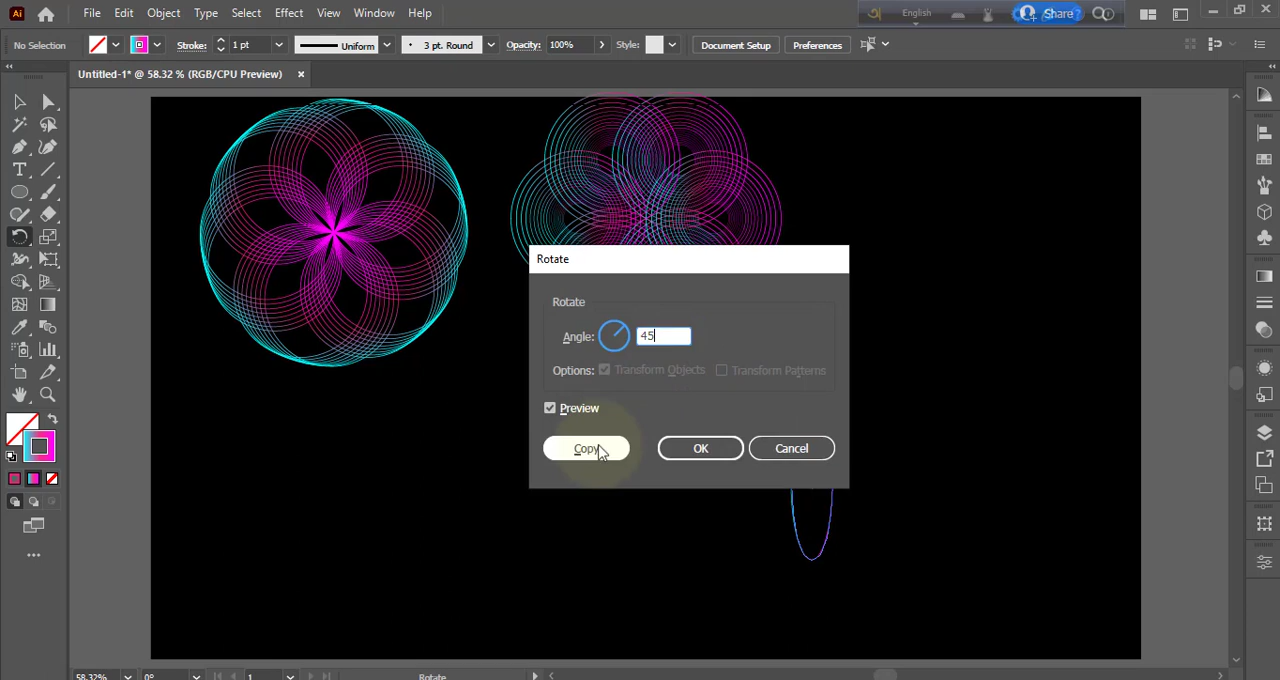 Ai File Edit Object Type Select Effect View Window Help English Share
No Selection Stroke: 1 pt Uniform 3 pt. Round Opacity: 100% Style: Document Setup Preferences
Untitled-1* @ 58.32 % (RGB/CPU Preview)
Rotate
Rotate
Angle: 45
Options: Transform Objects Transform Patterns
Preview
Copy OK Cancel
58.32% 0° 1 Rotate